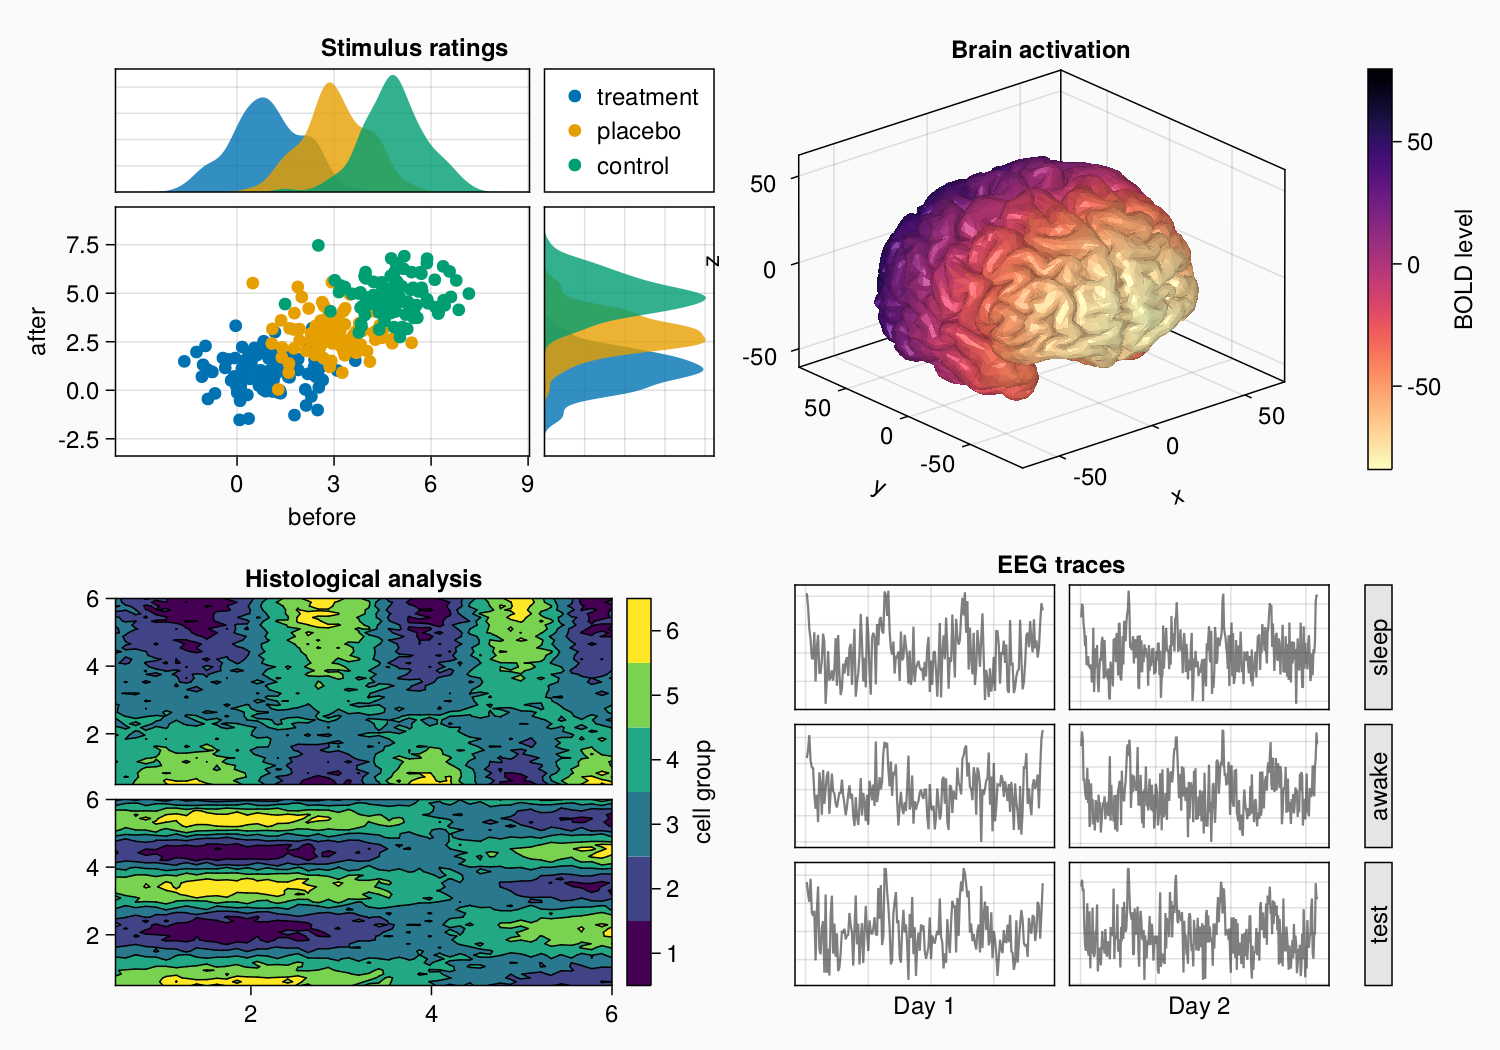 Stimulus ratings
treatment
placebo
control
7.5
5.0
2.5
0.0
-2.5
after
0
3
6
9
before
Brain activation
z
50
0
-50
50
0
-50
y
-50
0
50
x
50
0
-50
BOLD level
Histological analysis
6
4
2
6
4
2
2
4
6
6
5
4
3
2
1
cell group
EEG traces
sleep
awake
test
Day 1
Day 2